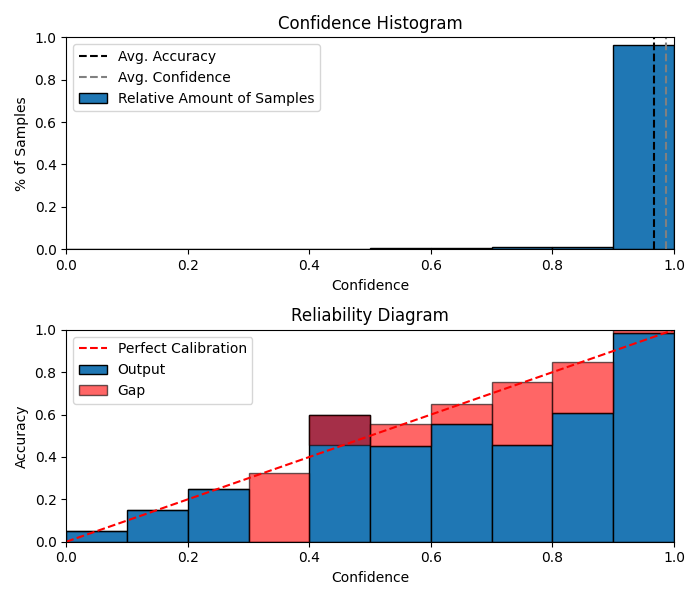 Confidence Histogram
1.0
0.8
0.6
0.4
0.2
0.0
% of Samples
Avg. Accuracy
Avg. Confidence
Relative Amount of Samples
0.0 0.2 0.4 0.6 0.8 1.0
Confidence
Reliability Diagram
1.0
0.8
0.6
0.4
0.2
0.0
Accuracy
Perfect Calibration
Output
Gap
0.0 0.2 0.4 0.6 0.8 1.0
Confidence